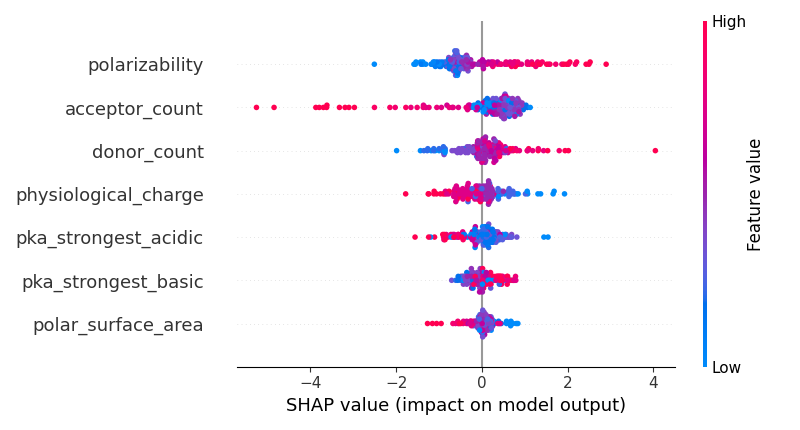 High
polarizability
acceptor_count
donor_count
physiological_charge
pka_strongest_acidic
pka_strongest_basic
polar_surface_area
Feature value
Low
−4 −2 0 2 4
SHAP value (impact on model output)